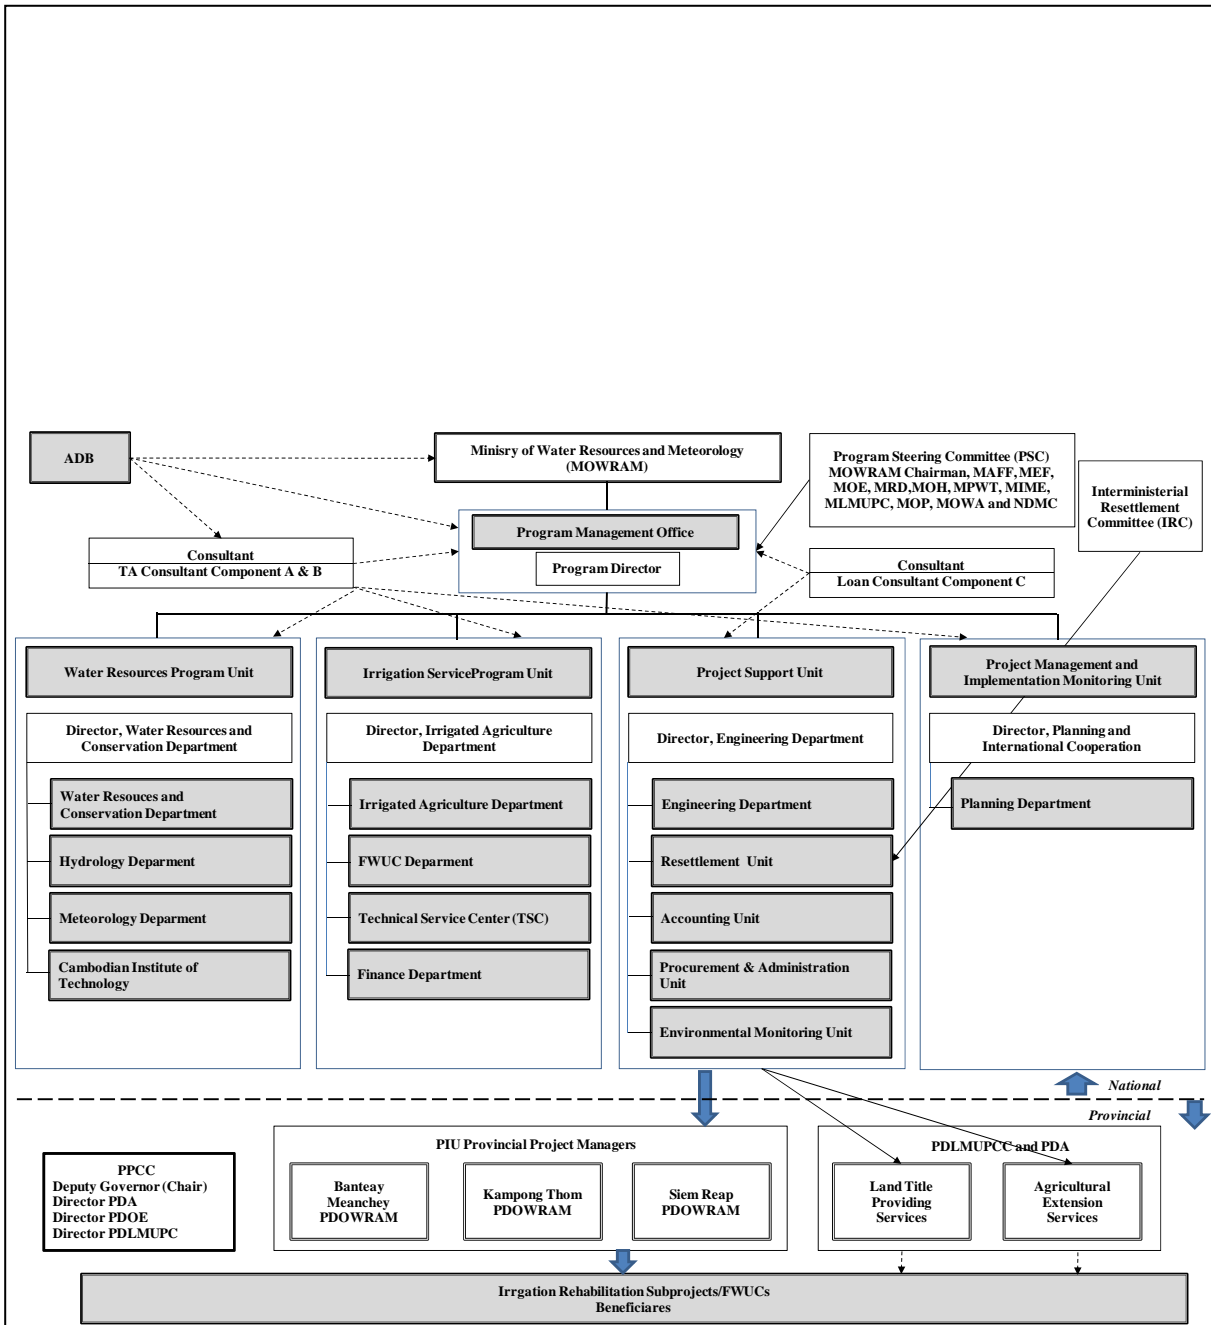 ADB
Minisry of Water Resources and Meteorology
(MOWRAM)
Program Steering Committee (PSC)
MOWRAM Chairman, MAFF, MEF,
MOE, MRD,MOH, MPWT, MIME,
MLMUPC, MOP, MOWA and NDMC
Interministerial
Resettlement
Committee (IRC)
Program Management Office
Program Director
Consultant
TA Consultant Component A & B
Consultant
Loan Consultant Component C
Water Resources Program Unit
Director, Water Resources and
Conservation Department
Water Resouces and
Conservation Department
Hydrology Deparment
Meteorology Deparment
Cambodian Institute of
Technology
Irrigation ServiceProgram Unit
Director, Irrigated Agriculture
Department
Irrigated Agriculture Department
FWUC Deparment
Technical Service Center (TSC)
Finance Department
Project Support Unit
Director, Engineering Department
Engineering Department
Resettlement Unit
Accounting Unit
Procurement & Administration
Unit
Environmental Monitoring Unit
Project Management and
Implementation Monitoring Unit
Director, Planning and
International Cooperation
Planning Department
National
Provincial
PPCC
Deputy Governor (Chair)
Director PDA
Director PDOE
Director PDLMUPC
PIU Provincial Project Managers
Banteay
Meanchey
PDOWRAM
Kampong Thom
PDOWRAM
Siem Reap
PDOWRAM
PDLMUPCC and PDA
Land Title
Providing
Services
Agricultural
Extension
Services
Irrgation Rehabilitation Subprojects/FWUCs
Beneficiares